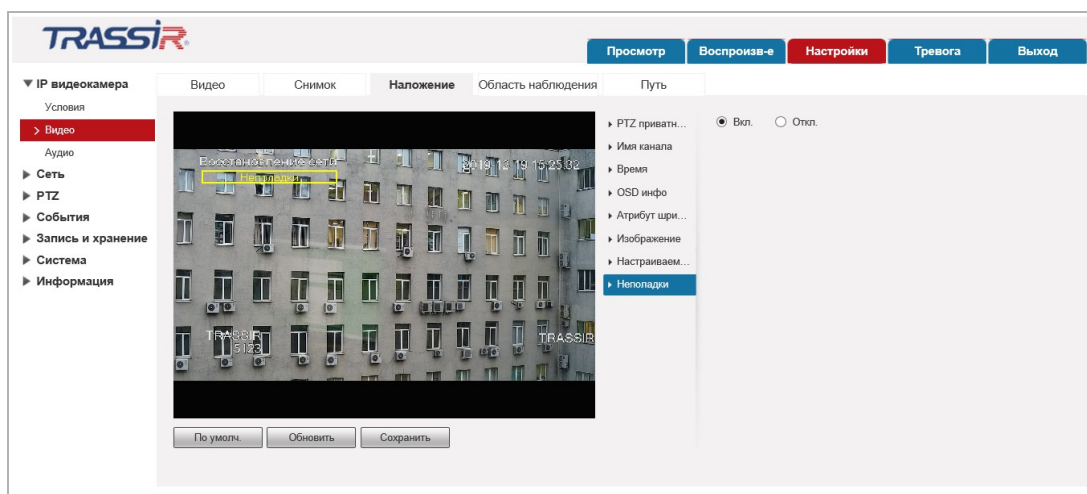 TRASSIR
Просмотр Воспроизв-е Настройки Тревога Выход
IP видеокамера
Условия
Видео
Аудио
Сеть
PTZ
События
Запись и хранение
Система
Информация
Видео Снимок Наложение Область наблюдения Путь
Восстановление сети 2019-12-19 15:25:32
Неполадки
TRASSIR
5123
TRASSIR
PTZ приватн...
Имя канала
Время
OSD инфо
Атрибут шри...
Изображение
Настраиваем...
Неполадки
Вкл. Откл.
По умолч. Обновить Сохранить